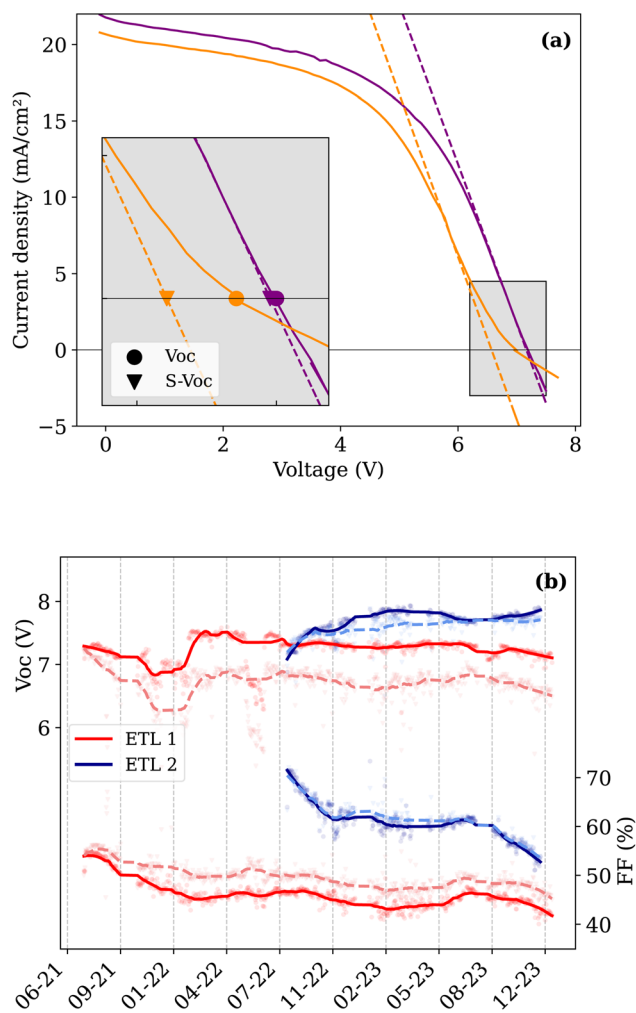 (a)
Current density (mA/cm²)
20
15
10
5
0
−5
Voc
S-Voc
0 2 4 6 8
Voltage (V)
(b)
Voc (V)
8
7
6
ETL 1
ETL 2
70
60
50
40
FF (%)
06-21 09-21 01-22 04-22 07-22 11-22 02-23 05-23 08-23 12-23